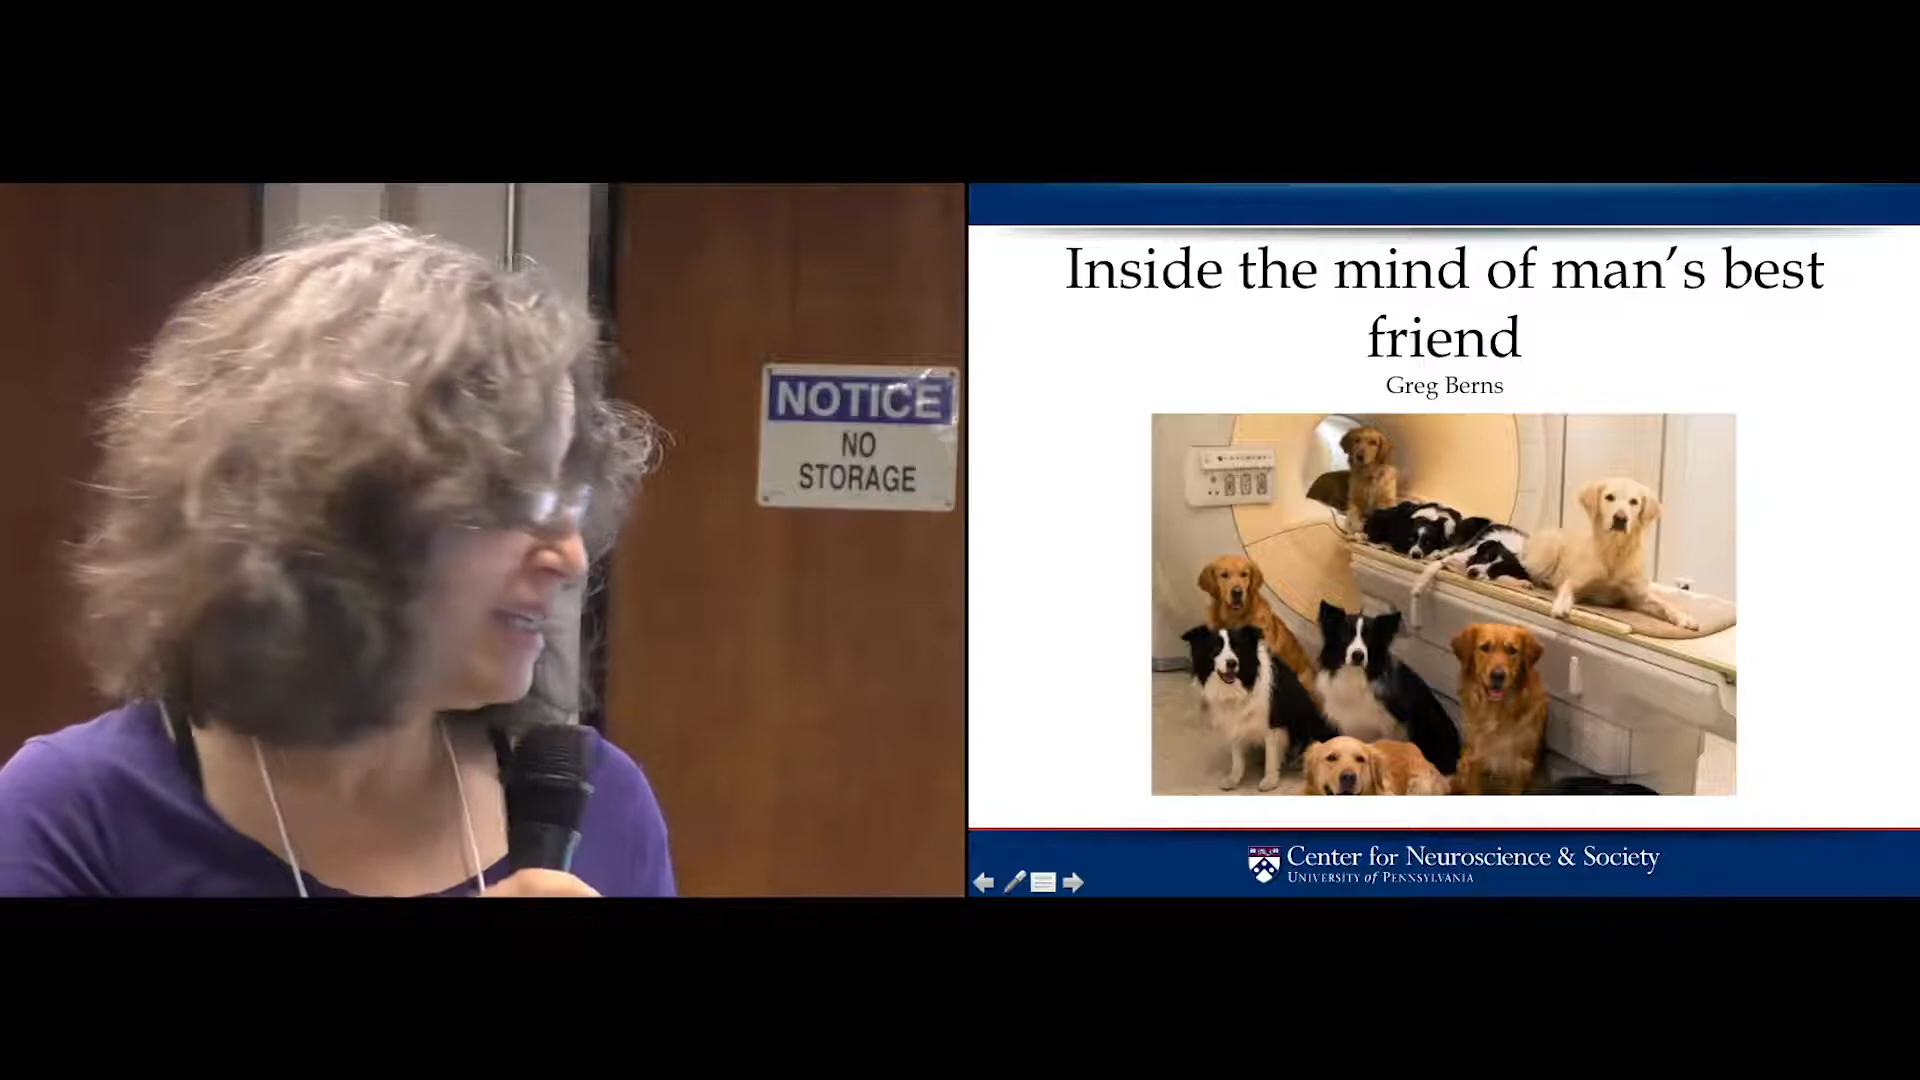 NOTICE
NO
STORAGE
Inside the mind of man’s best
friend
Greg Berns
Center for Neuroscience & Society
University of Pennsylvania